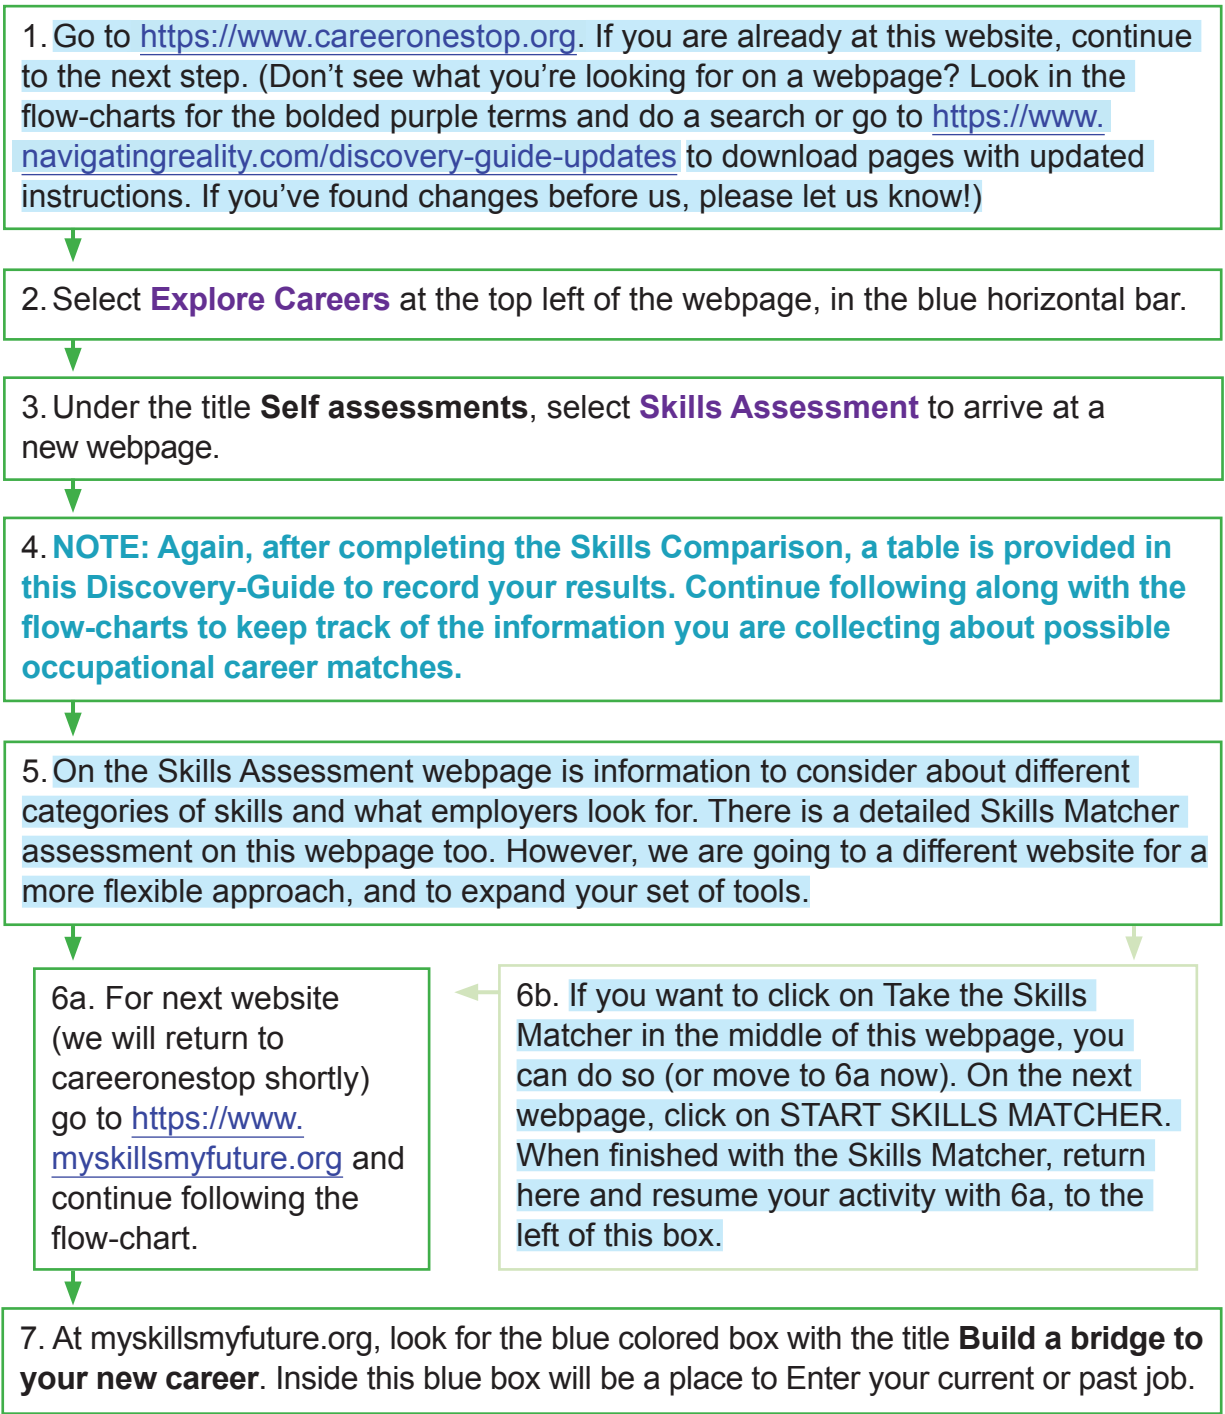 1. Go to https://www.careeronestop.org. If you are already at this website, continue
to the next step. (Don’t see what you’re looking for on a webpage? Look in the
flow-charts for the bolded purple terms and do a search or go to https://www.
navigatingreality.com/discovery-guide-updates to download pages with updated
instructions. If you’ve found changes before us, please let us know!)
2. Select Explore Careers at the top left of the webpage, in the blue horizontal bar.
3. Under the title Self assessments, select Skills Assessment to arrive at a
new webpage.
4. NOTE: Again, after completing the Skills Comparison, a table is provided in
this Discovery-Guide to record your results. Continue following along with the
flow-charts to keep track of the information you are collecting about possible
occupational career matches.
5. On the Skills Assessment webpage is information to consider about different
categories of skills and what employers look for. There is a detailed Skills Matcher
assessment on this webpage too. However, we are going to a different website for a
more flexible approach, and to expand your set of tools.
6a. For next website
(we will return to
careeronestop shortly)
go to https://www.
myskillsmyfuture.org and
continue following the
flow-chart.
6b. If you want to click on Take the Skills
Matcher in the middle of this webpage, you
can do so (or move to 6a now). On the next
webpage, click on START SKILLS MATCHER.
When finished with the Skills Matcher, return
here and resume your activity with 6a, to the
left of this box.
7. At myskillsmyfuture.org, look for the blue colored box with the title Build a bridge to
your new career. Inside this blue box will be a place to Enter your current or past job.